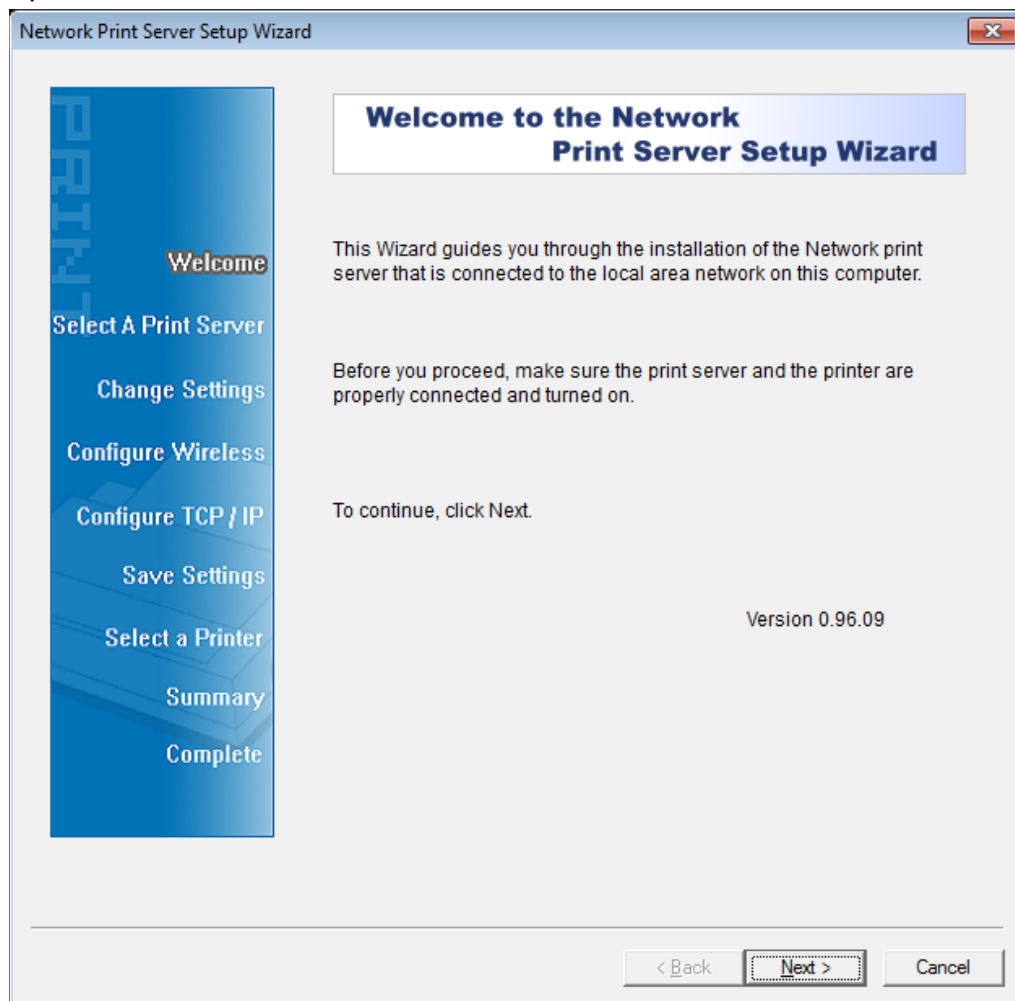 Network Print Server Setup Wizard
PRINT
Welcome
Select A Print Server
Change Settings
Configure Wireless
Configure TCP / IP
Save Settings
Select a Printer
Summary
Complete
Welcome to the Network
Print Server Setup Wizard
This Wizard guides you through the installation of the Network print
server that is connected to the local area network on this computer.
Before you proceed, make sure the print server and the printer are
properly connected and turned on.
To continue, click Next.
Version 0.96.09
< Back
Next >
Cancel